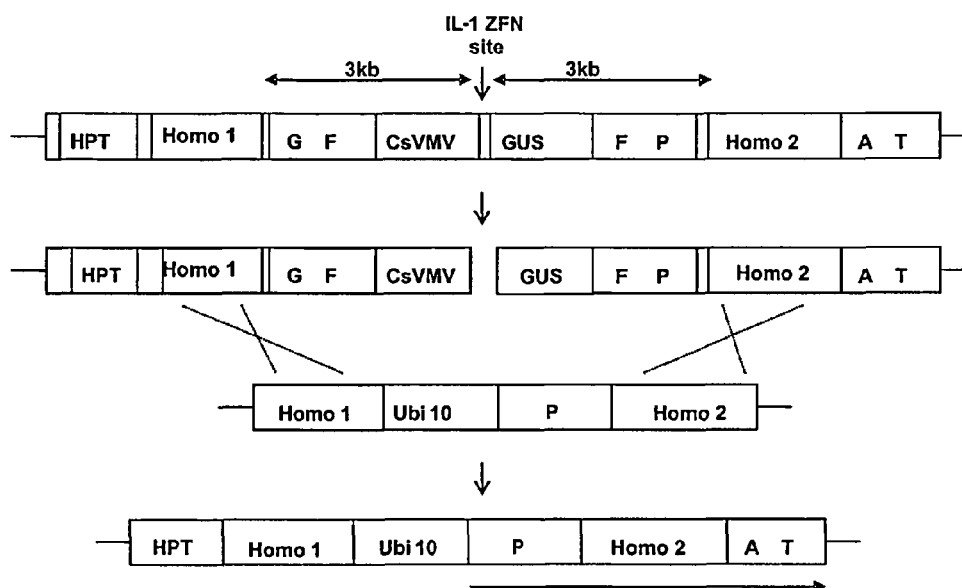 IL-1 ZFN
site
3kb 3kb
HPT Homo 1 G F CsVMV GUS F P Homo 2 A T
HPT Homo 1 G F CsVMV GUS F P Homo 2 A T
Homo 1 Ubi 10 P Homo 2
HPT Homo 1 Ubi 10 P Homo 2 A T